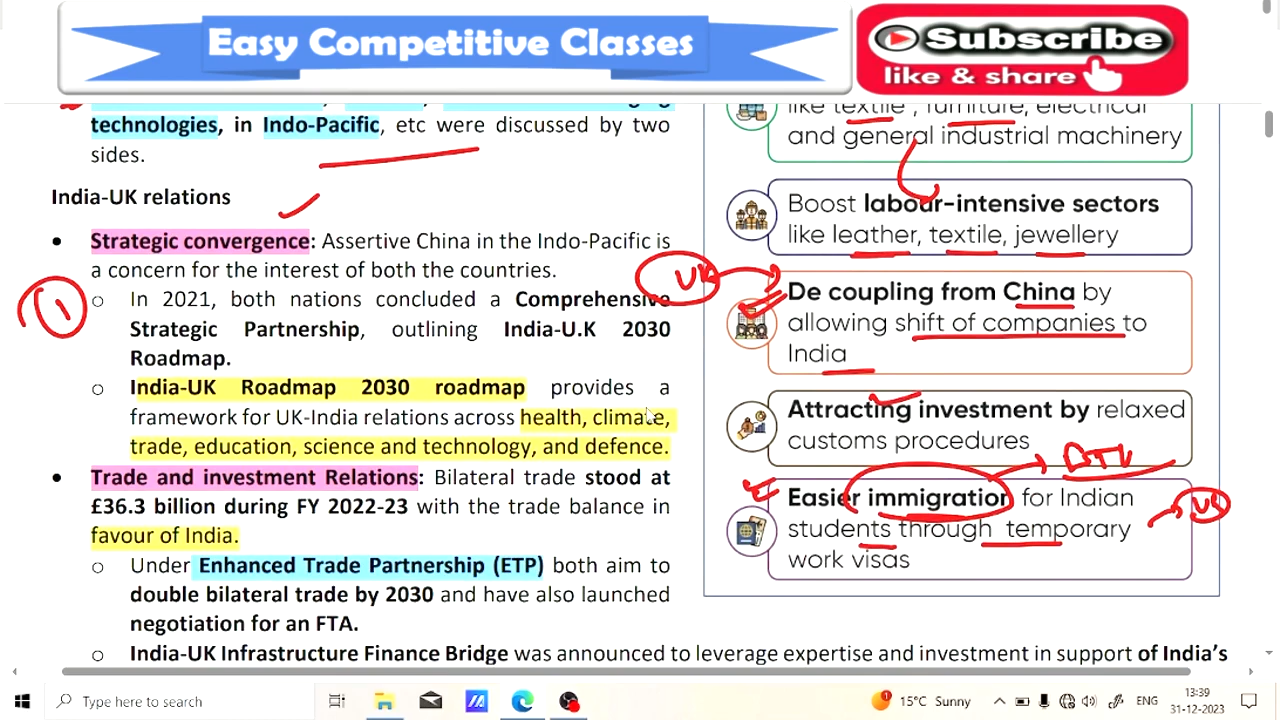 Easy Competitive Classes
Subscribe
like & share
technologies, in Indo-Pacific, etc were discussed by two
sides.
India-UK relations
• Strategic convergence: Assertive China in the Indo-Pacific is
a concern for the interest of both the countries.
o In 2021, both nations concluded a Comprehensive
Strategic Partnership, outlining India-U.K 2030
Roadmap.
o India-UK Roadmap 2030 roadmap provides a
framework for UK-India relations across health, climate,
trade, education, science and technology, and defence.
• Trade and investment Relations: Bilateral trade stood at
£36.3 billion during FY 2022-23 with the trade balance in
favour of India.
o Under Enhanced Trade Partnership (ETP) both aim to
double bilateral trade by 2030 and have also launched
negotiation for an FTA.
o India-UK Infrastructure Finance Bridge was announced to leverage expertise and investment in support of India's
1
like textile , furniture, electrical
and general industrial machinery
Boost labour-intensive sectors
like leather, textile, jewellery
UK
De coupling from China by
allowing shift of companies to
India
Attracting investment by relaxed
customs procedures
Easier immigration for Indian
students through temporary
work visas
Type here to search
15°C Sunny
ENG
13:39
31-12-2023